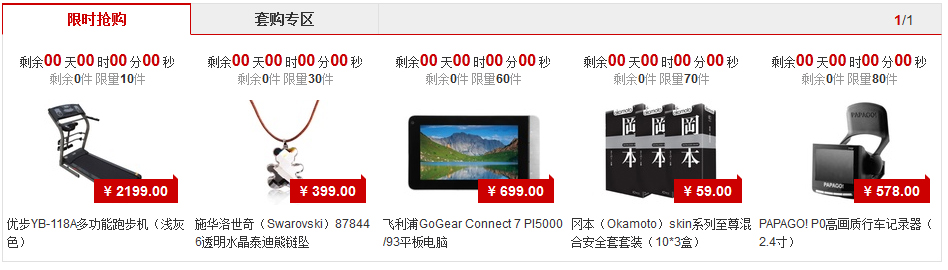 限时抢购 套购专区 1/1
剩余00 天00 时00 分00 秒 剩余00 天00 时00 分00 秒 剩余00 天00 时00 分00 秒 剩余00 天00 时00 分00 秒 剩余00 天00 时00 分00 秒
剩余0件 限量10件 剩余0件 限量30件 剩余0件 限量60件 剩余0件 限量70件 剩余0件 限量80件
okamoto
冈本 冈本 冈本
PAPAGO!
PAPAGO!
¥ 2199.00 ¥ 399.00 ¥ 699.00 ¥ 59.00 ¥ 578.00
优步YB-118A多功能跑步机（浅灰
色）
施华洛世奇（Swarovski）87844
6透明水晶泰迪熊链坠
飞利浦GoGear Connect 7 PI5000
/93平板电脑
冈本（Okamoto）skin系列至尊混
合安全套套装（10*3盒）
PAPAGO! P0高画质行车记录器（
2.4寸）